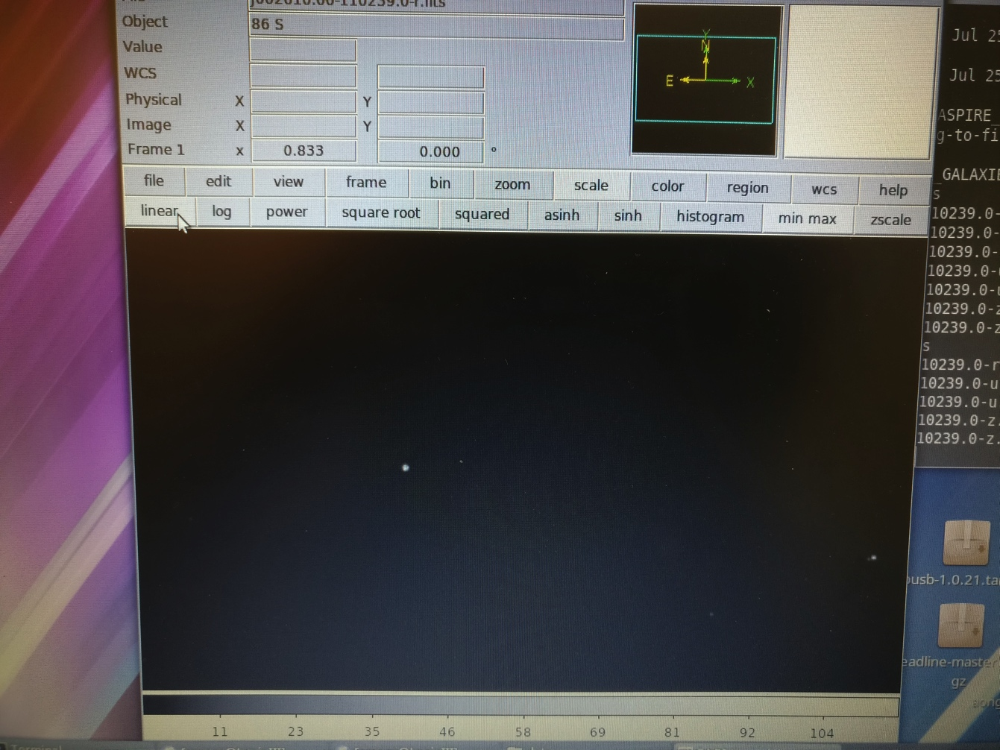 Object 86 S
Value
WCS
Physical X Y
Image X Y
Frame 1 x 0.833 0.000 °
Y
N
E X
file edit view frame bin zoom scale color region wcs help
linear log power square root squared asinh sinh histogram min max zscale
11 23 35 46 58 69 81 92 104
Jul 25
Jul 25
ASPIRE_
g-to-fi
_GALAXIE
s
10239.0-
10239.0-
10239.0-
10239.0-
10239.0-
10239.0-z
10239.0-z
s
10239.0-r
10239.0-u
10239.0-u
10239.0-z.
10239.0-z.
usb-1.0.21.ta
eadline-master
gz
Terminal